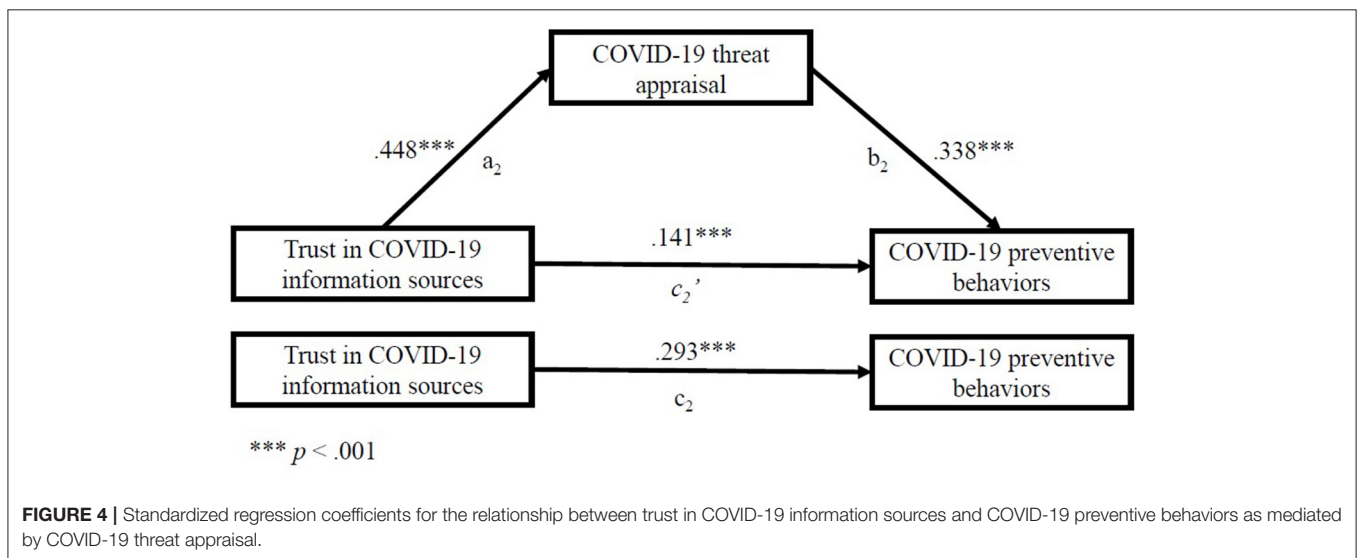 COVID-19 threat
appraisal
.448***
a₂
b₂
.338***
Trust in COVID-19
information sources
.141***
c₂’
COVID-19 preventive
behaviors
Trust in COVID-19
information sources
.293***
c₂
COVID-19 preventive
behaviors
*** p < .001
FIGURE 4 | Standardized regression coefficients for the relationship between trust in COVID-19 information sources and COVID-19 preventive behaviors as mediated
by COVID-19 threat appraisal.